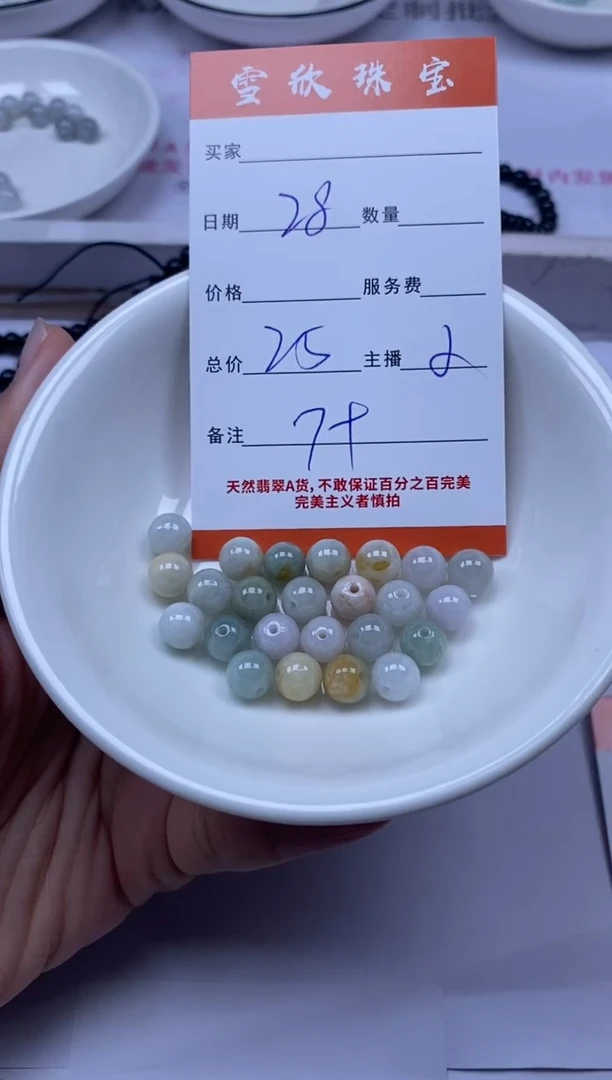 雪欣珠宝
买家
日期 28 数量
价格 服务费
总价 25 主播 2
备注 7+
天然翡翠A货,不敢保证百分之百完美
完美主义者慎拍